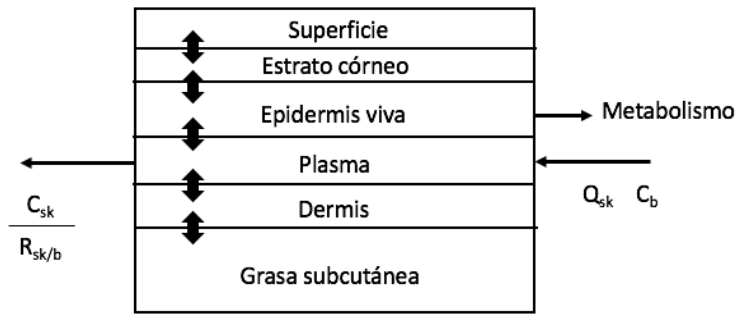 Superficie
Estrato córneo
Epidermis viva
Metabolismo
Plasma
Q_sk C_b
C_sk
R_sk/b
Dermis
Grasa subcutánea